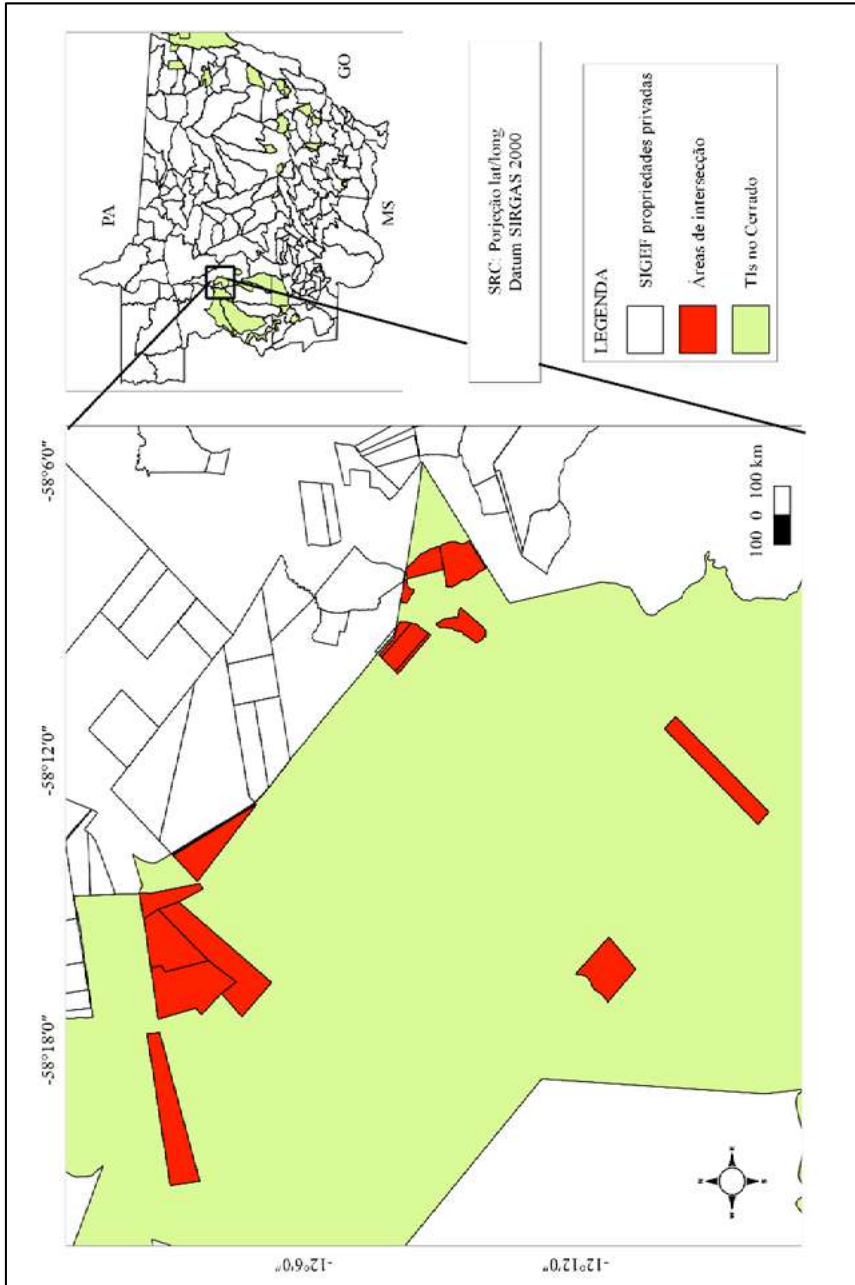 -58°18'0"
-58°12'0"
-58°6'0"
-12°6'0"
-12°12'0"
100 0 100 km
N
S
PA
GO
MS
SRC: Porjeção lat/long.
Datum SIRGAS 2000
LEGENDA
SIGEF propriedades privadas
Áreas de intersecção
TIs no Cerrado